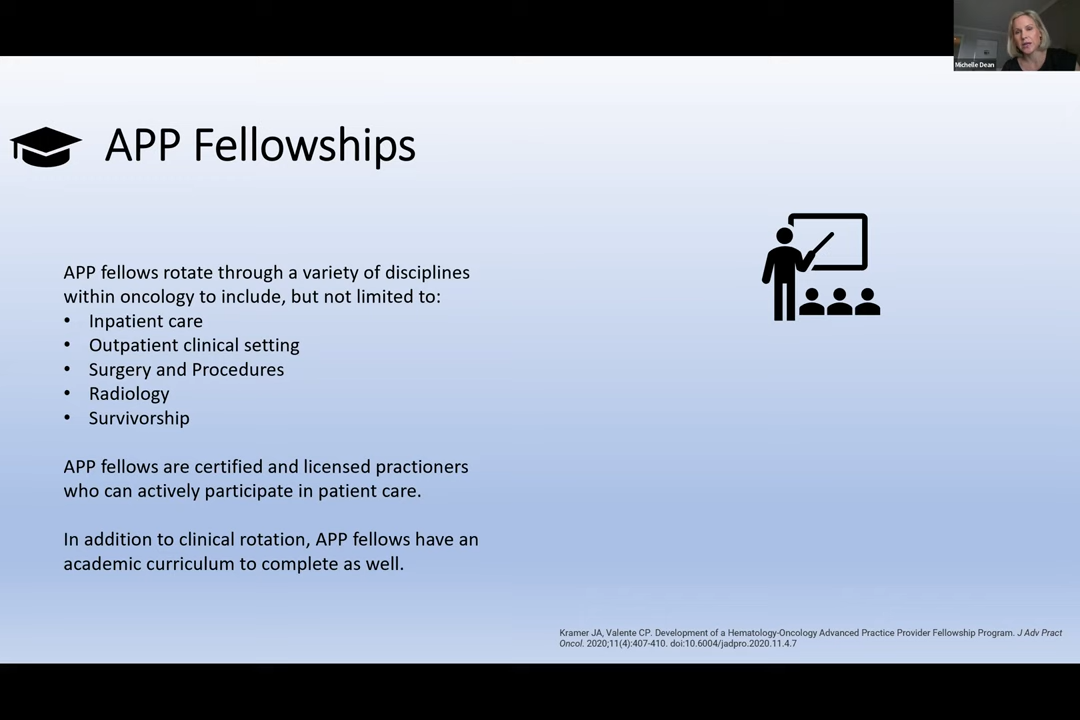 Michelle Dean
APP Fellowships
APP fellows rotate through a variety of disciplines
within oncology to include, but not limited to:
• Inpatient care
• Outpatient clinical setting
• Surgery and Procedures
• Radiology
• Survivorship
APP fellows are certified and licensed practioners
who can actively participate in patient care.
In addition to clinical rotation, APP fellows have an
academic curriculum to complete as well.
Kramer JA, Valente CP. Development of a Hematology-Oncology Advanced Practice Provider Fellowship Program. J Adv Pract
Oncol. 2020;11(4):407-410. doi:10.6004/jadpro.2020.11.4.7